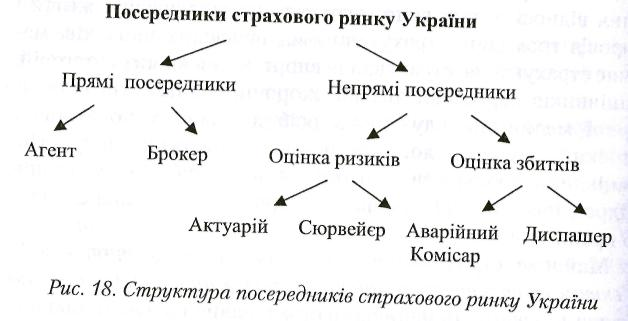 Посередники страхового ринку України
Прямі посередники
Непрямі посередники
Агент
Брокер
Оцінка ризиків
Оцінка збитків
Актуарій
Сюрвейєр
Аварійний
Комісар
Диспашер
Рис. 18. Структура посередників страхового ринку України